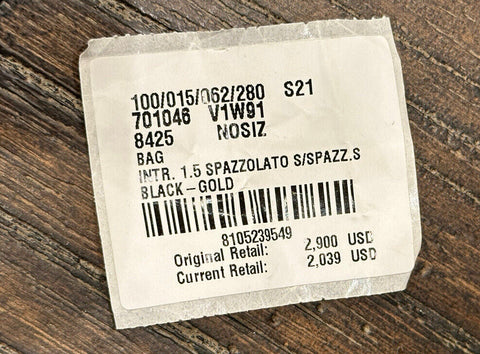 100/015/062/280 S21
701046 V1W91
8425 NOSIZ
BAG
INTR. 1.5 SPAZZOLATO S/SPAZZ.S
BLACK-GOLD
8105239549
Original Retail: 2,900 USD
Current Retail: 2,039 USD